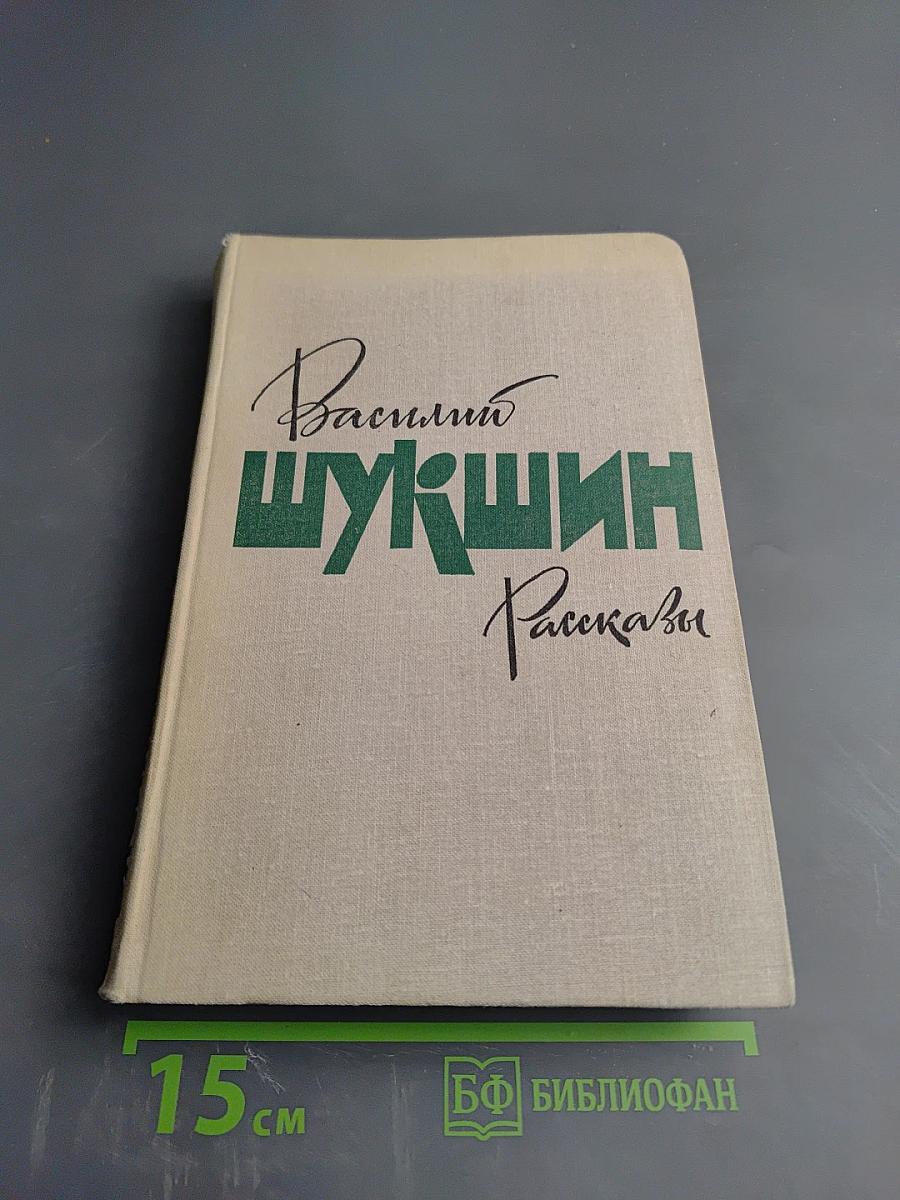 Василий
ШУКШИН
Рассказы
15 см
БФ БИБЛИОФАН